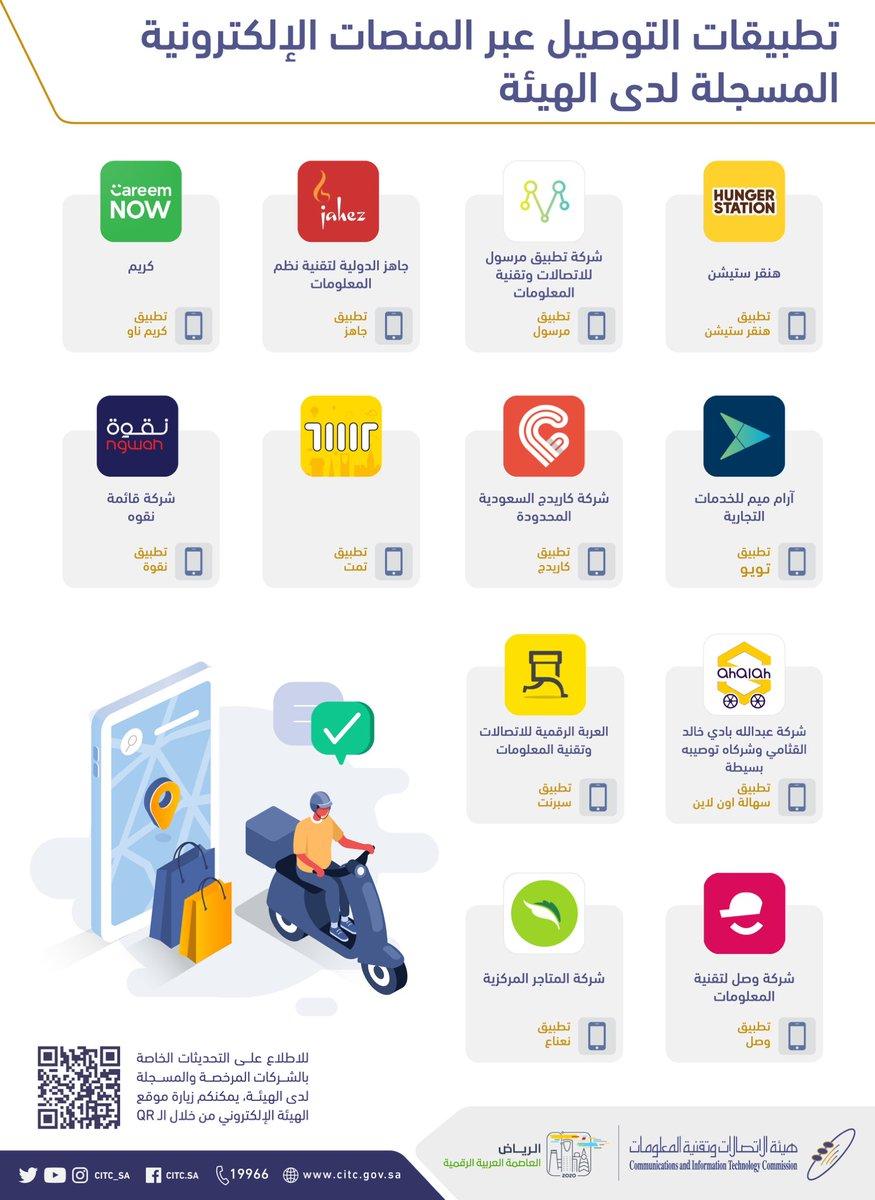 تطبيقات التوصيل عبر المنصات الإلكترونية
المسجلة لدى الهيئة
HUNGER
STATION
هنقر ستيشن
تطبيق
هنقر ستيشن
شركة تطبيق مرسول
للاتصالات وتقنية
المعلومات
تطبيق
مرسول
jahez
جاهز الدولية لتقنية نظم
المعلومات
تطبيق
جاهز
Careem
NOW
كريم
تطبيق
كريم ناو
آرام ميم للخدمات
التجارية
تطبيق
تويو
شركة كاريدج السعودية
المحدودة
تطبيق
كاريدج
تطبيق
تمت
نقوة
ngwah
شركة قائمة
نقوه
تطبيق
نقوة
ahalah
شركة عبدالله بادي خالد
القثامي وشركاه توصيبه
بسيطة
تطبيق
سهالة اون لاين
العربة الرقمية للاتصالات
وتقنية المعلومات
تطبيق
سبرنت
شركة وصل لتقنية
المعلومات
تطبيق
وصل
شركة المتاجر المركزية
تطبيق
نعناع
للاطلاع على التحديثات الخاصة
بالشركات المرخصة والمسجلة
لدى الهيئة، يمكنكم زيارة موقع
الهيئة الإلكتروني من خلال الـ QR
هيئة الاتصالات وتقنية المعلومات
Communications and Information Technology Commission
الرياض
العاصمة العربية الرقمية
2020
CITC_SA
CITC.SA
19966
www.citc.gov.sa